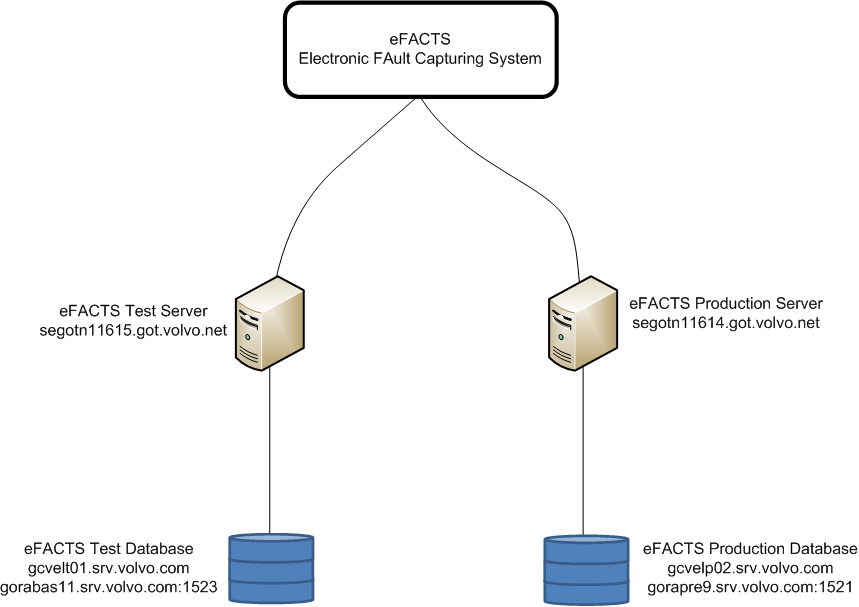 eFACTS
Electronic FAult Capturing System
eFACTS Test Server
segotn11615.got.volvo.net
eFACTS Production Server
segotn11614.got.volvo.net
eFACTS Test Database
gcvelt01.srv.volvo.com
gorabas11.srv.volvo.com:1523
eFACTS Production Database
gcvelp02.srv.volvo.com
gorapre9.srv.volvo.com:1521